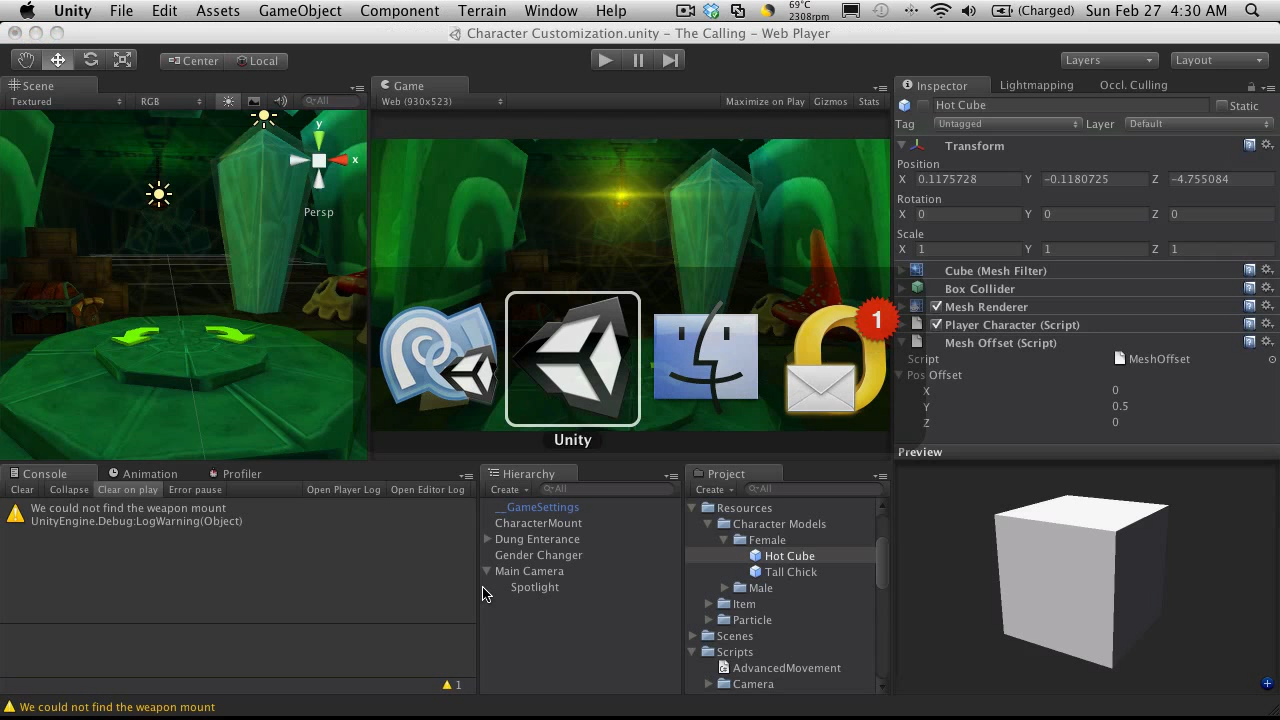 Unity File Edit Assets GameObject Component Terrain Window Help 69°C 2308rpm (Charged) Sun Feb 27 4:30 AM
Character Customization.unity – The Calling – Web Player
Center Local Layers Layout
Scene
Textured RGB All
y
x
Persp
Game
Web (930x523) Maximize on Play Gizmos Stats
1
Unity
Inspector Lightmapping Occl. Culling
Hot Cube Static
Tag Untagged Layer Default
Transform
Position
X 0.1175728 Y -0.1180725 Z -4.755084
Rotation
X 0 Y 0 Z 0
Scale
X 1 Y 1 Z 1
Cube (Mesh Filter)
Box Collider
Mesh Renderer
Player Character (Script)
Mesh Offset (Script)
Script MeshOffset
Pos Offset
X 0
Y 0.5
Z 0
Preview
Console Animation Profiler
Clear Collapse Clear on play Error pause Open Player Log Open Editor Log
We could not find the weapon mount
UnityEngine.Debug:LogWarning(Object)
1
We could not find the weapon mount
Hierarchy
Create All
__GameSettings
CharacterMount
Dung Enterance
Gender Changer
Main Camera
Spotlight
Project
Create All
Resources
Character Models
Female
Hot Cube
Tall Chick
Male
Item
Particle
Scenes
Scripts
AdvancedMovement
Camera